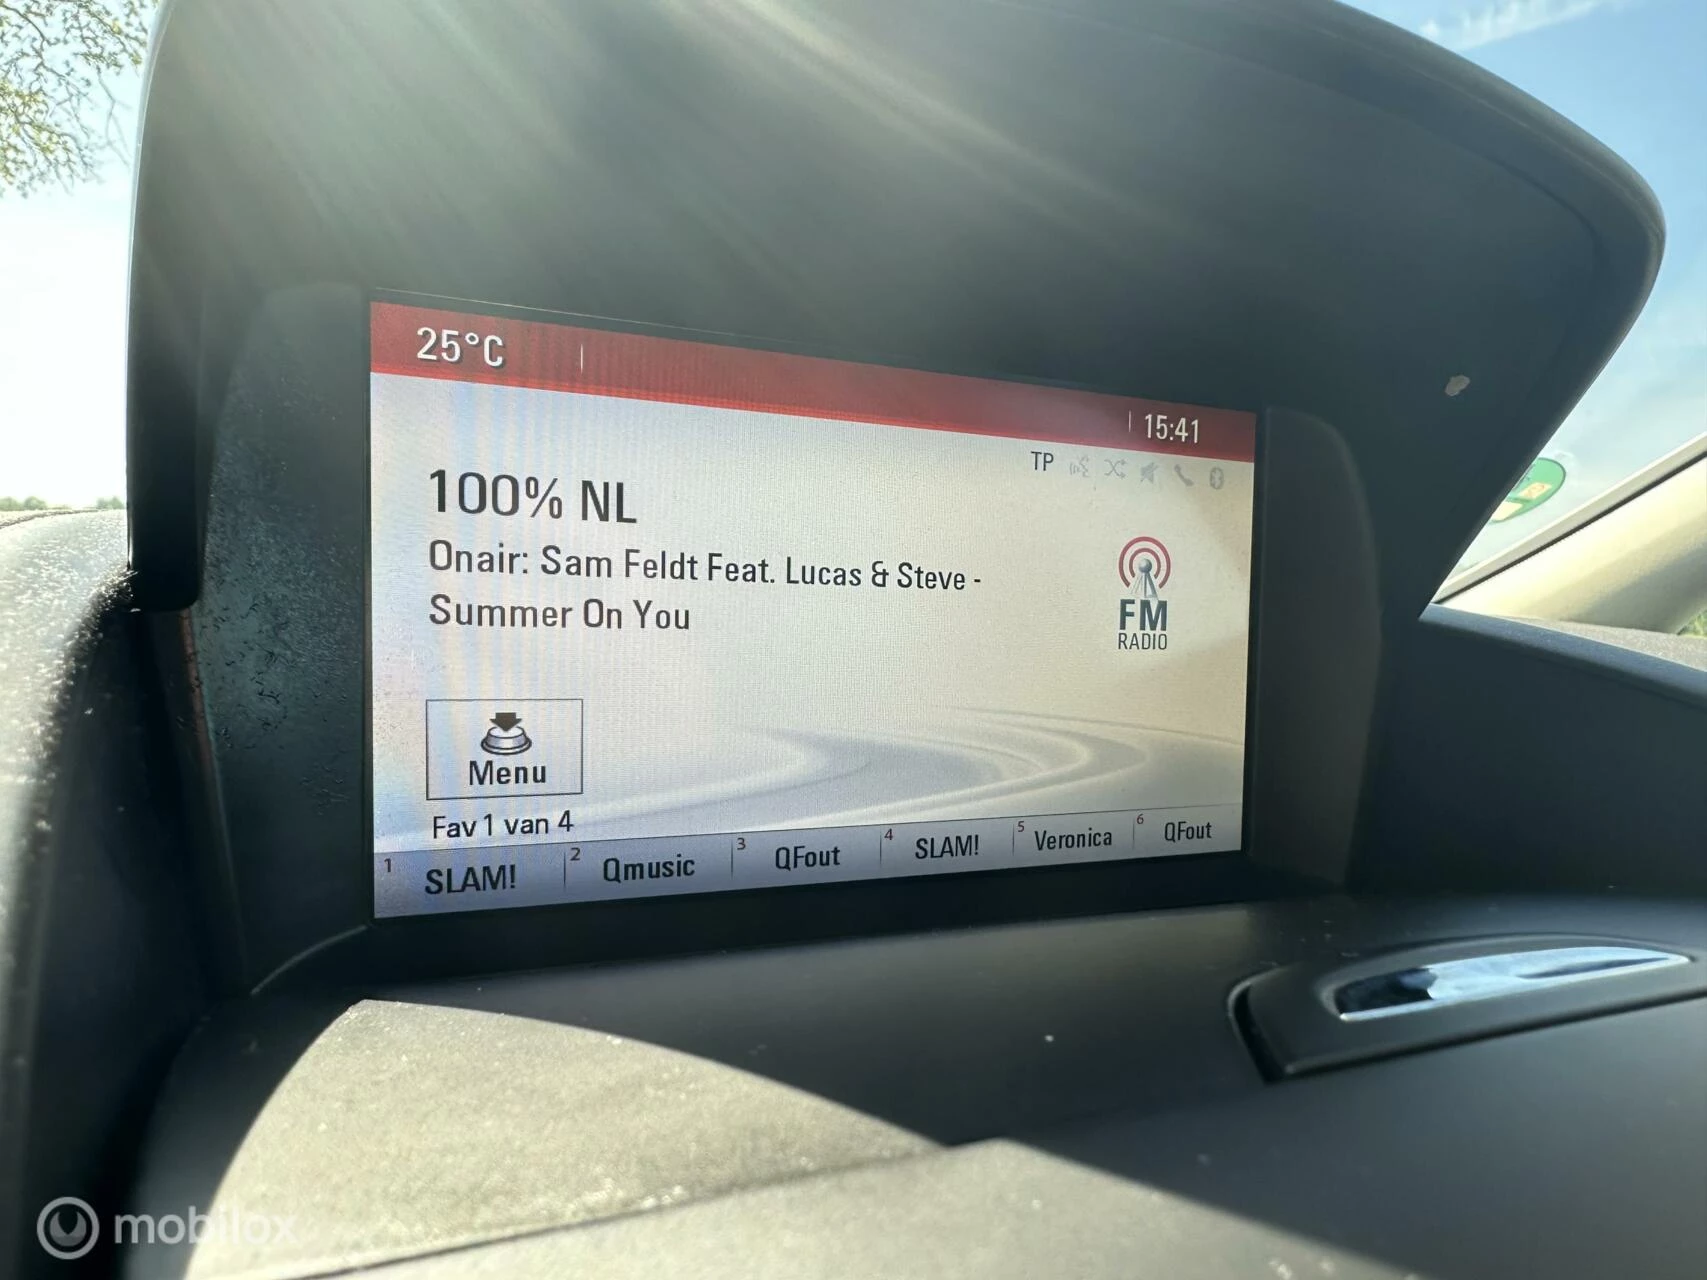 25°C
15:41
TP
100% NL
Onair: Sam Feldt Feat. Lucas & Steve -
Summer On You
FM
RADIO
Menu
Fav 1 van 4
1 SLAM! 2 Qmusic 3 QFout 4 SLAM! 5 Veronica 6 QFout
mobilox